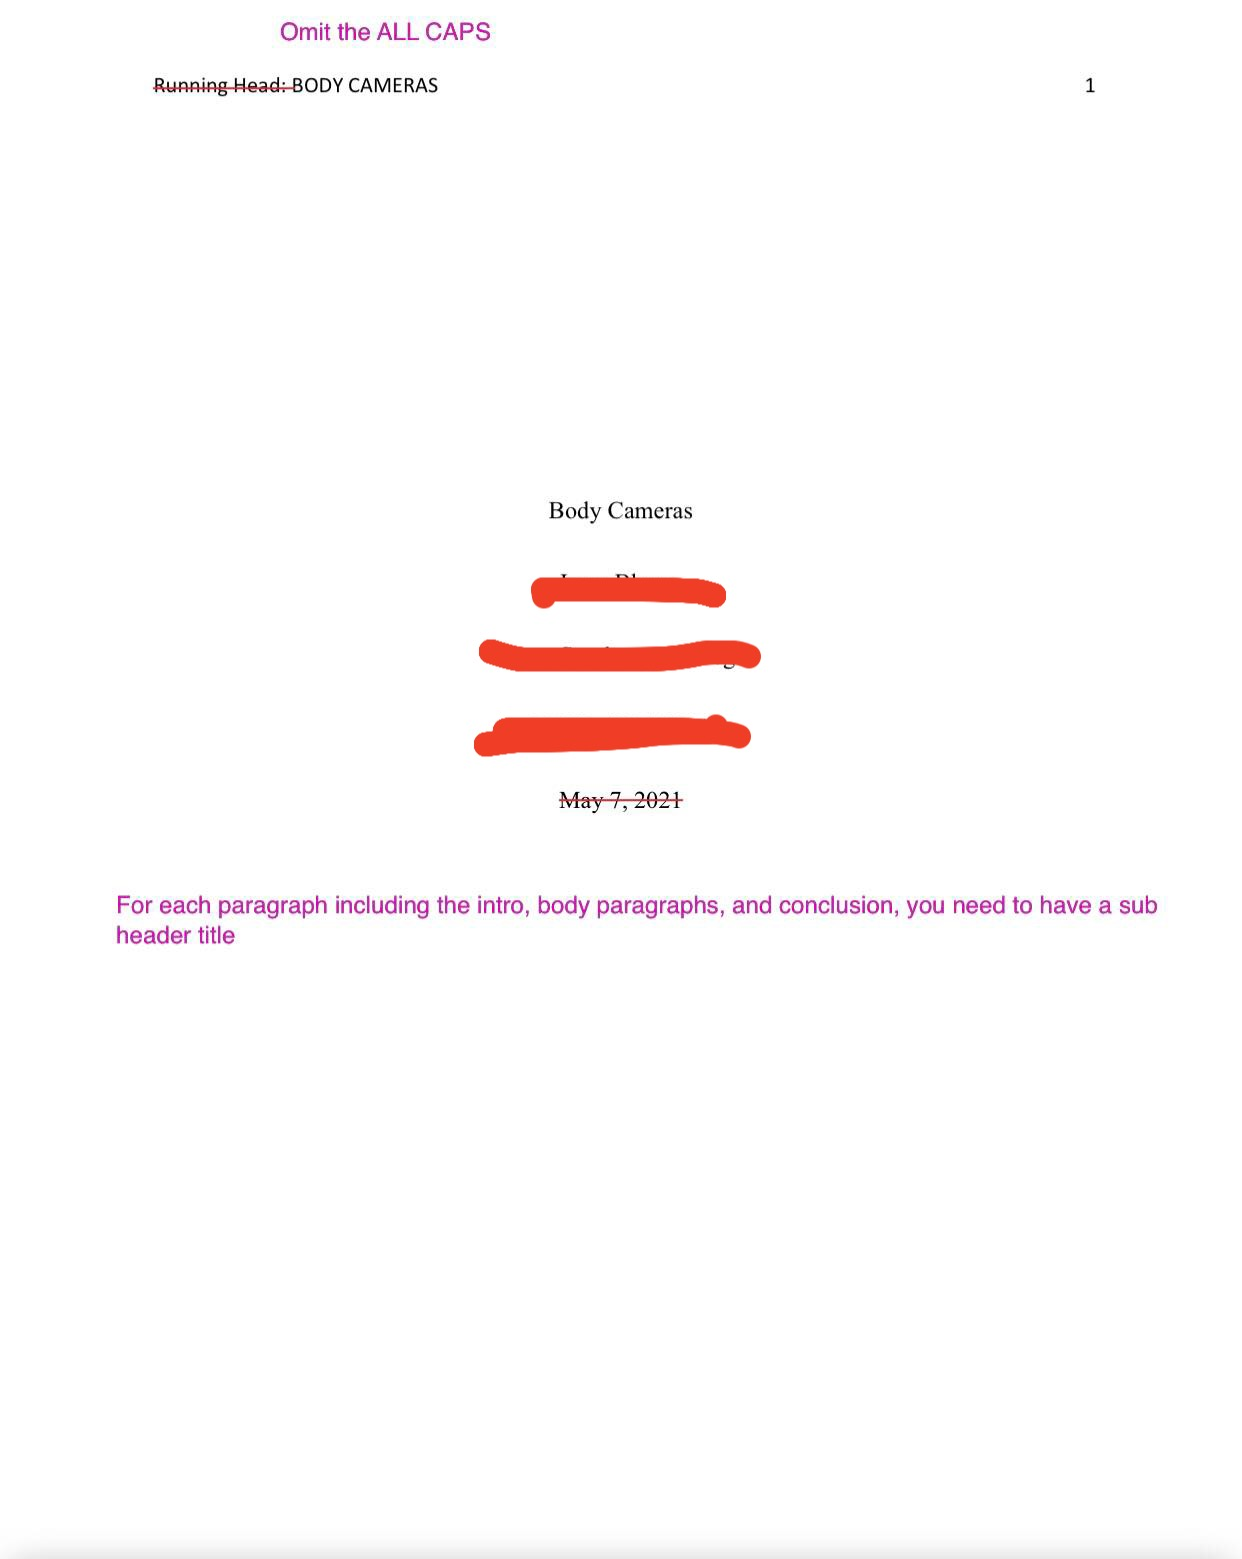 Omit the ALL CAPS
Running Head: BODY CAMERAS 1
Body Cameras
May 7, 2021
For each paragraph including the intro, body paragraphs, and conclusion, you need to have a sub
header title